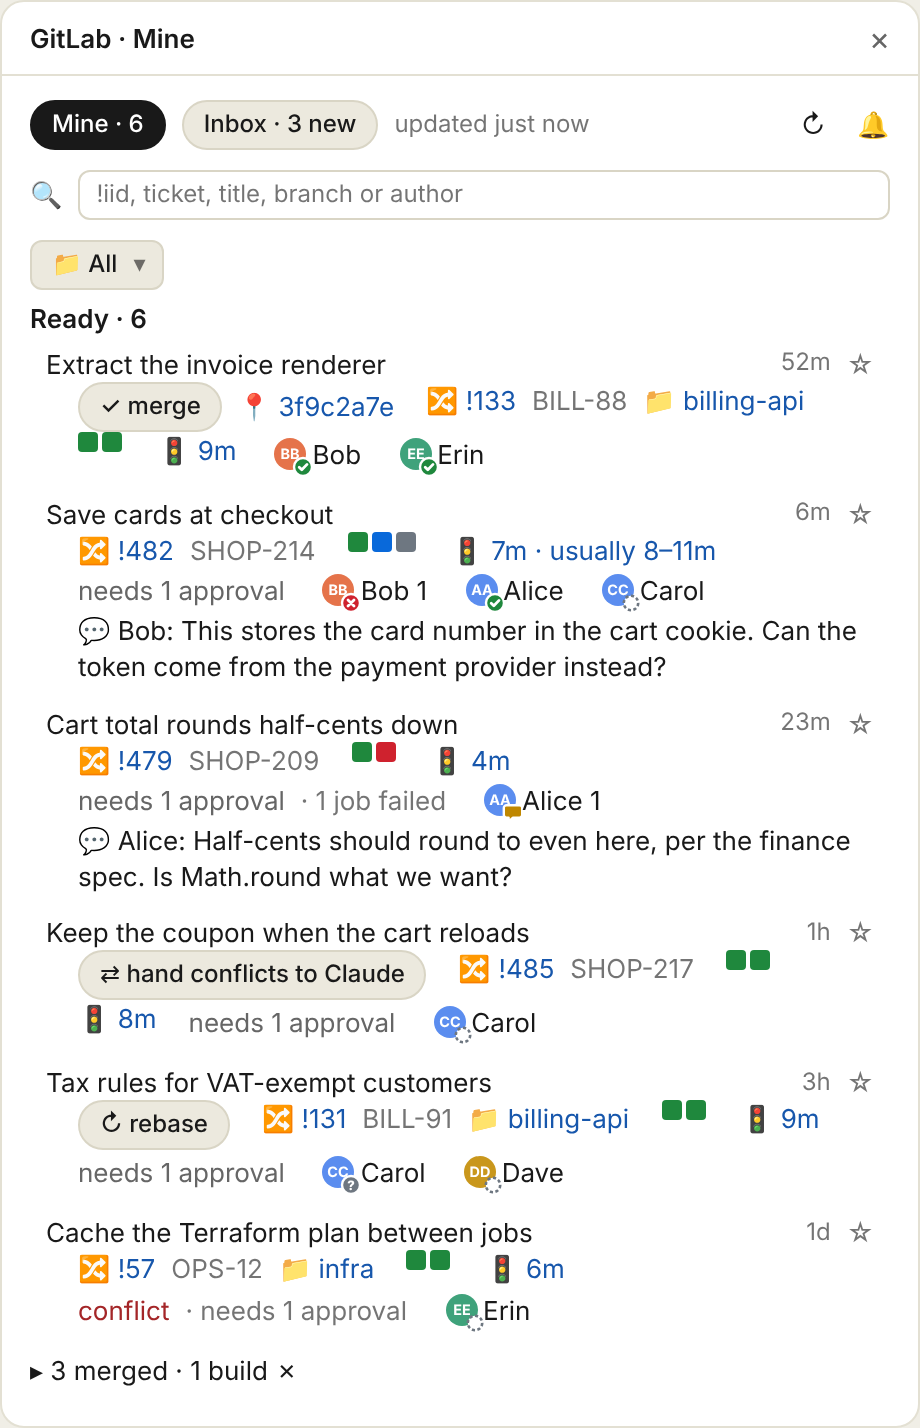 GitLab · Mine ×
Mine · 6 Inbox · 3 new updated just now ↻ 🔔
🔍 !iid, ticket, title, branch or author
📁 All ▾
Ready · 6
Extract the invoice renderer 52m ☆
✓ merge 📍 3f9c2a7e 🔀 !133 BILL-88 📁 billing-api
🚦 9m BB Bob EE Erin
Save cards at checkout 6m ☆
🔀 !482 SHOP-214 🚦 7m · usually 8–11m
needs 1 approval BB Bob 1 AA Alice CC Carol
💬 Bob: This stores the card number in the cart cookie. Can the
token come from the payment provider instead?
Cart total rounds half-cents down 23m ☆
🔀 !479 SHOP-209 🚦 4m
needs 1 approval · 1 job failed AA Alice 1
💬 Alice: Half-cents should round to even here, per the finance
spec. Is Math.round what we want?
Keep the coupon when the cart reloads 1h ☆
⇄ hand conflicts to Claude 🔀 !485 SHOP-217
🚦 8m needs 1 approval CC Carol
Tax rules for VAT-exempt customers 3h ☆
↻ rebase 🔀 !131 BILL-91 📁 billing-api 🚦 9m
needs 1 approval CC ? Carol DD Dave
Cache the Terraform plan between jobs 1d ☆
🔀 !57 OPS-12 📁 infra 🚦 6m
conflict · needs 1 approval EE Erin
▸ 3 merged · 1 build ×